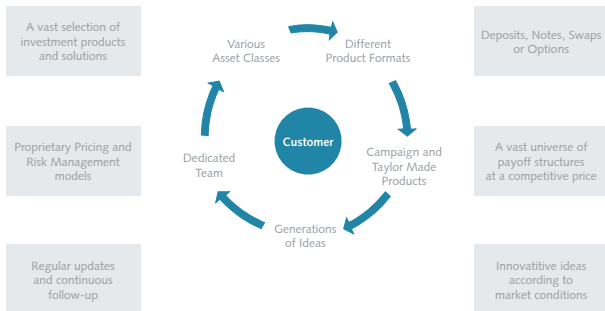 A vast selection of
investment products
and solutions
Proprietary Pricing and
Risk Management
models
Regular updates
and continuous
follow-up
Various
Asset Classes
Different
Product Formats
Customer
Dedicated
Team
Campaign and
Taylor Made
Products
Generations
of Ideas
Deposits, Notes, Swaps
or Options
A vast universe of
payoff structures
at a competitive price
Innovatitive ideas
according to
market conditions